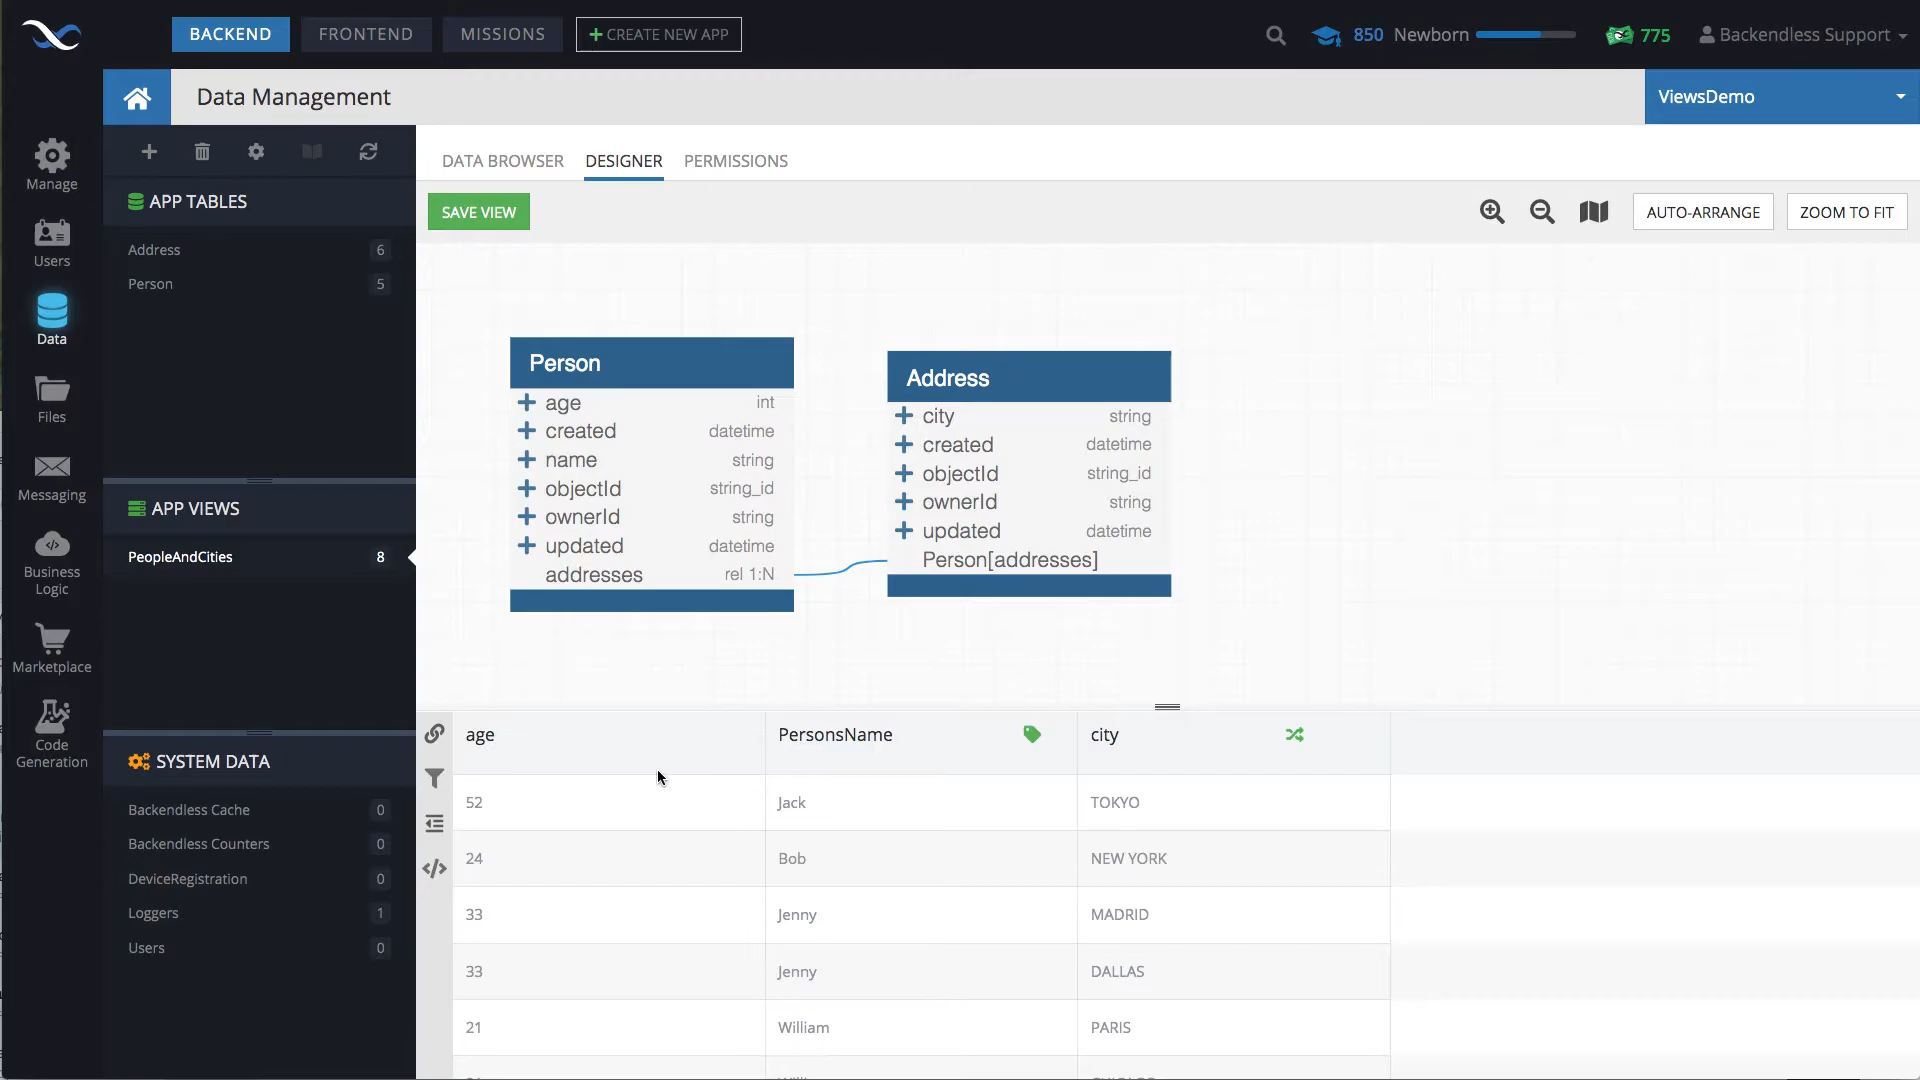 BACKEND
FRONTEND
MISSIONS
CREATE NEW APP
850 Newborn
775
Backendless Support
Data Management
ViewsDemo
Manage
Users
Data
Files
Messaging
Business
Logic
Marketplace
Code
Generation
APP TABLES
Address 6
Person 5
APP VIEWS
PeopleAndCities 8
SYSTEM DATA
Backendless Cache 0
Backendless Counters 0
DeviceRegistration 0
Loggers 1
Users 0
DATA BROWSER
DESIGNER
PERMISSIONS
SAVE VIEW
AUTO-ARRANGE
ZOOM TO FIT
Person
age int
created datetime
name string
objectId string_id
ownerId string
updated datetime
addresses rel 1:N
Address
city string
created datetime
objectId string_id
ownerId string
updated datetime
Person[addresses]
age PersonsName city
52 Jack TOKYO
24 Bob NEW YORK
33 Jenny MADRID
33 Jenny DALLAS
21 William PARIS